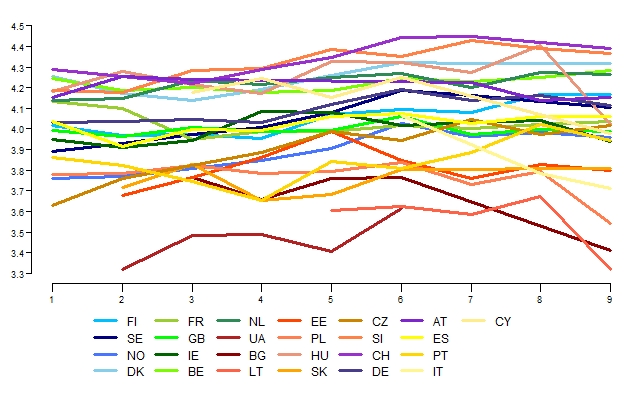 4.5
4.4
4.3
4.2
4.1
4.0
3.9
3.8
3.7
3.6
3.5
3.4
3.3
1 2 3 4 5 6 7 8 9
FI FR NL EE CZ AT CY
SE GB UA PL SI ES
NO IE BG HU CH PT
DK BE LT SK DE IT